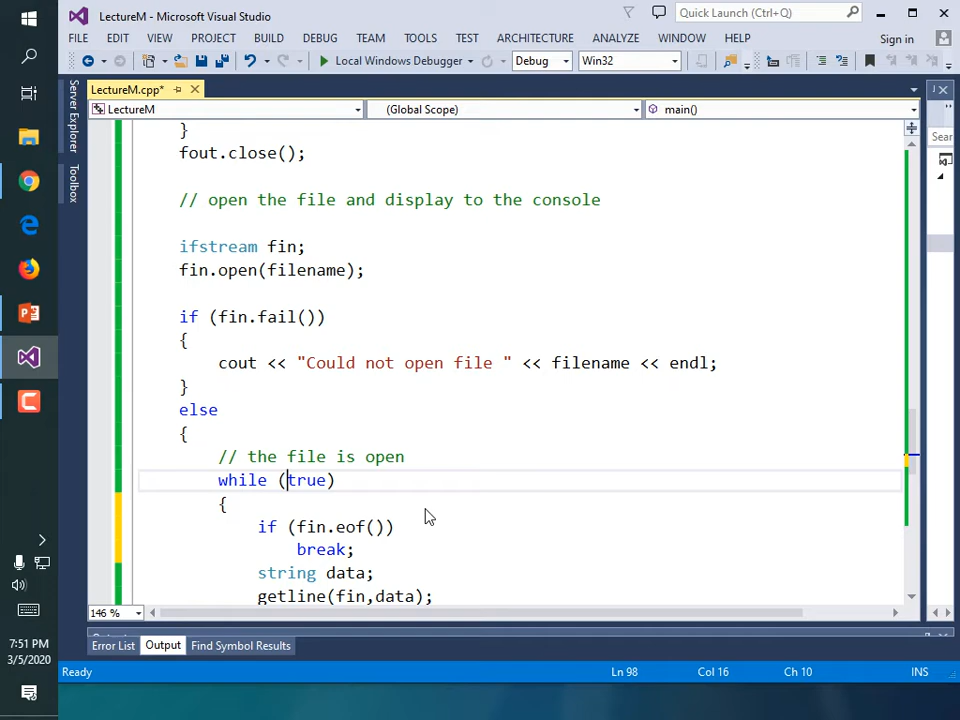 LectureM - Microsoft Visual Studio
Quick Launch (Ctrl+Q)
FILE EDIT VIEW PROJECT BUILD DEBUG TEAM TOOLS TEST ARCHITECTURE ANALYZE WINDOW HELP Sign in
Local Windows Debugger Debug Win32
Server Explorer
Toolbox
LectureM.cpp*
LectureM (Global Scope) main()
Sear
}
fout.close();
// open the file and display to the console
ifstream fin;
fin.open(filename);
if (fin.fail())
{
cout << "Could not open file " << filename << endl;
}
else
{
// the file is open
while (true)
{
if (fin.eof())
break;
string data;
getline(fin,data);
146 %
Error List Output Find Symbol Results
Ready Ln 98 Col 16 Ch 10 INS
7:51 PM
3/5/2020